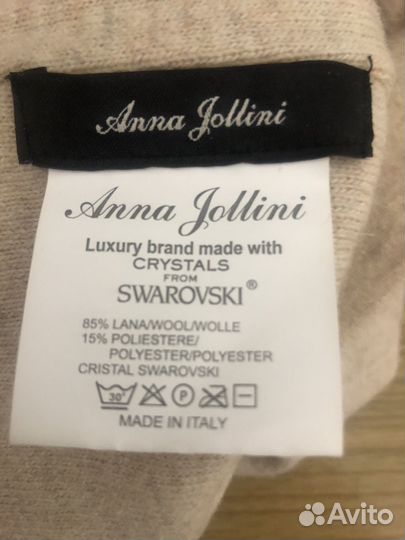 Anna Jollini
Anna Jollini
Luxury brand made with
CRYSTALS
FROM
SWAROVSKI®
85% LANA/WOOL/WOLLE
15% POLIESTERE/
POLYESTER/POLYESTER
CRISTAL SWAROVSKI
30° P
MADE IN ITALY
Avito